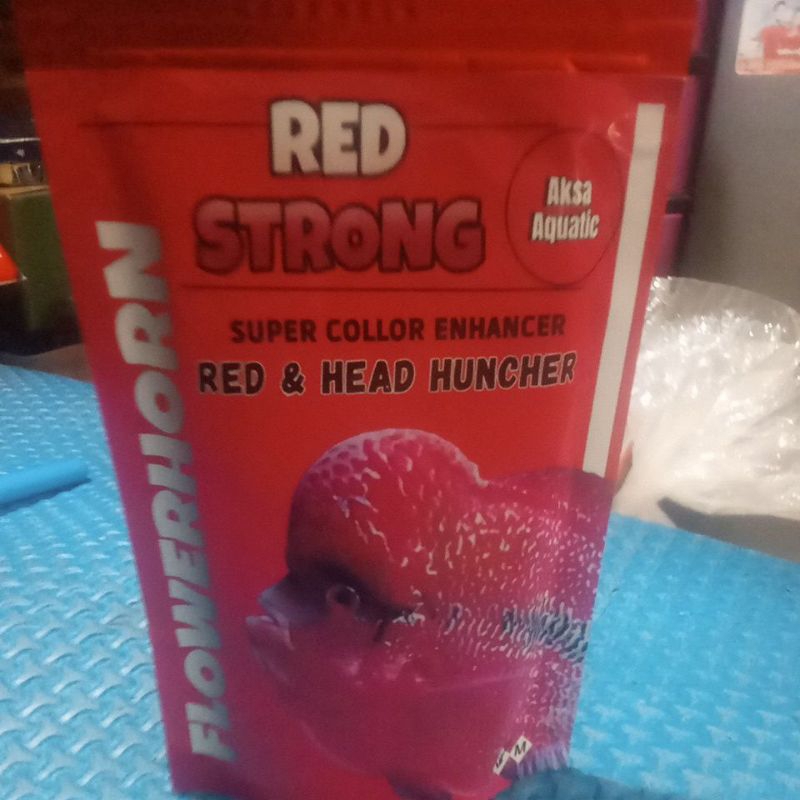 RED
STRONG
Aksa
Aquatic
SUPER COLLOR ENHANCER
RED & HEAD HUNCHER
FLOWERHORN
M